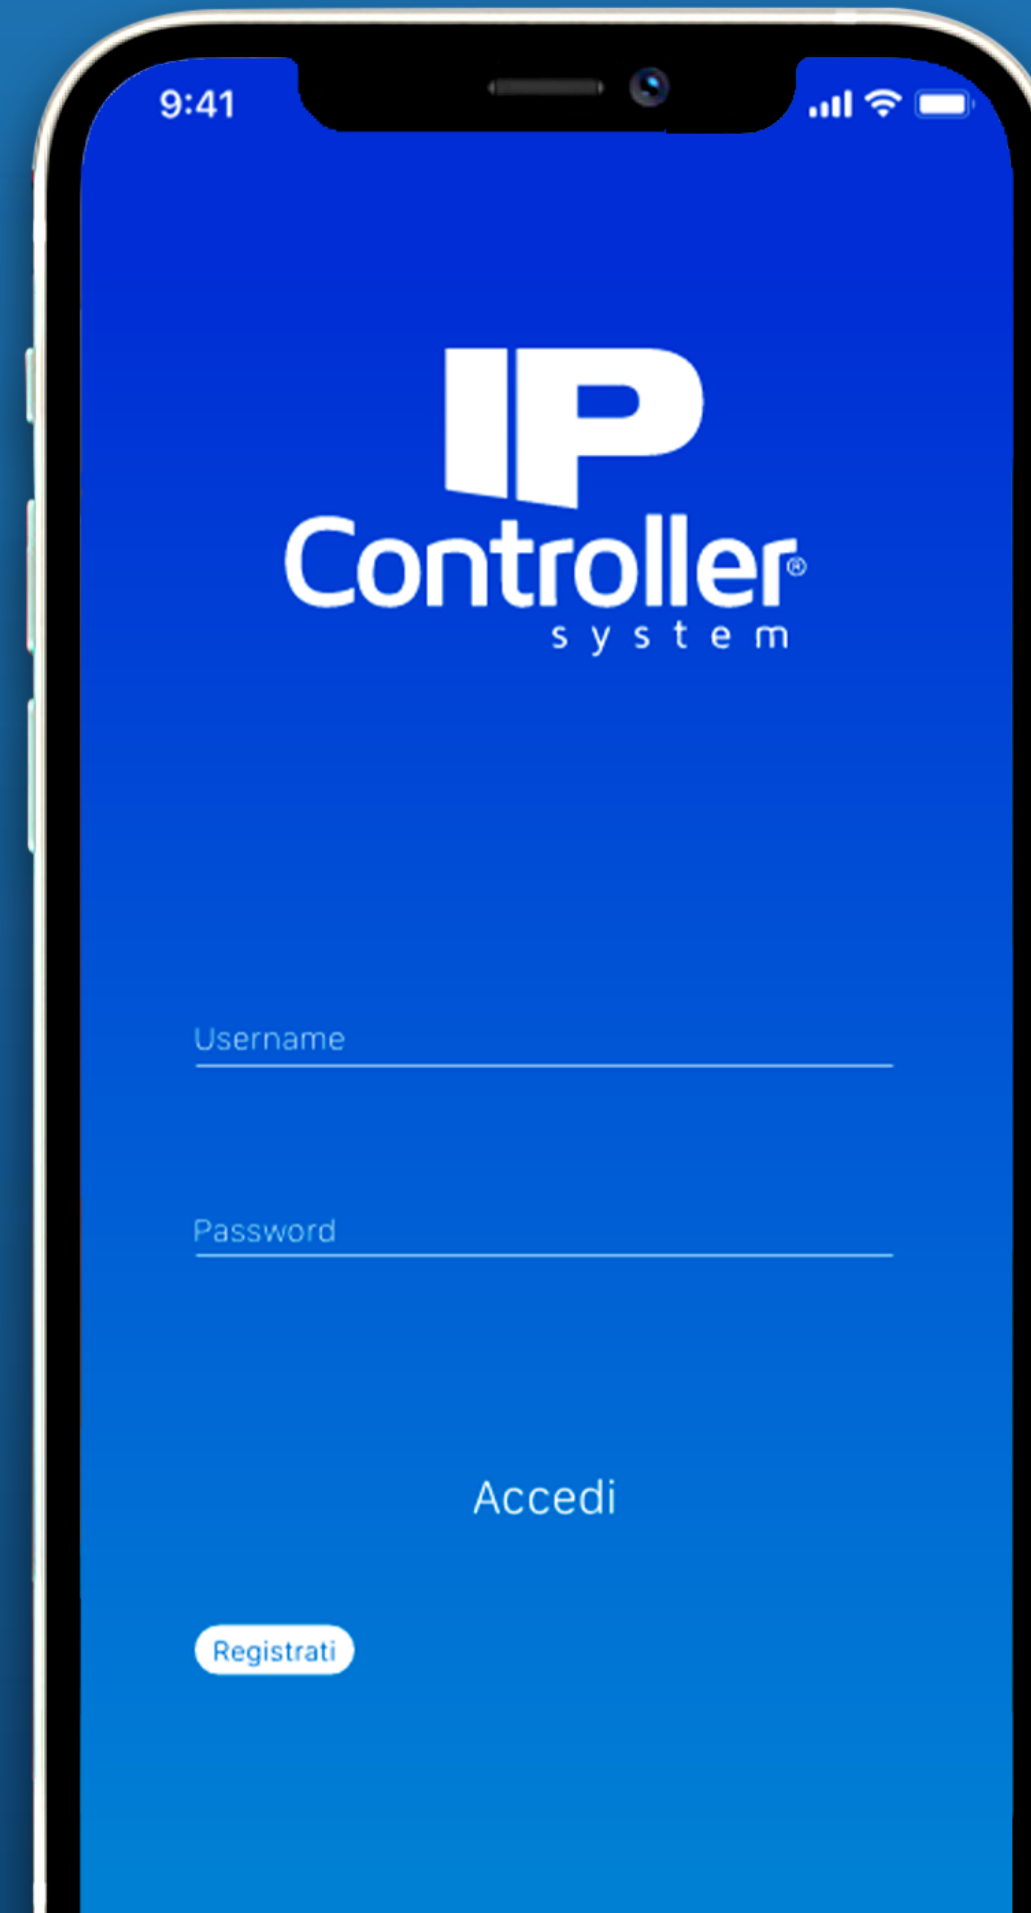 9:41
IP
Controller®
system
Username
Password
Accedi
Registrati